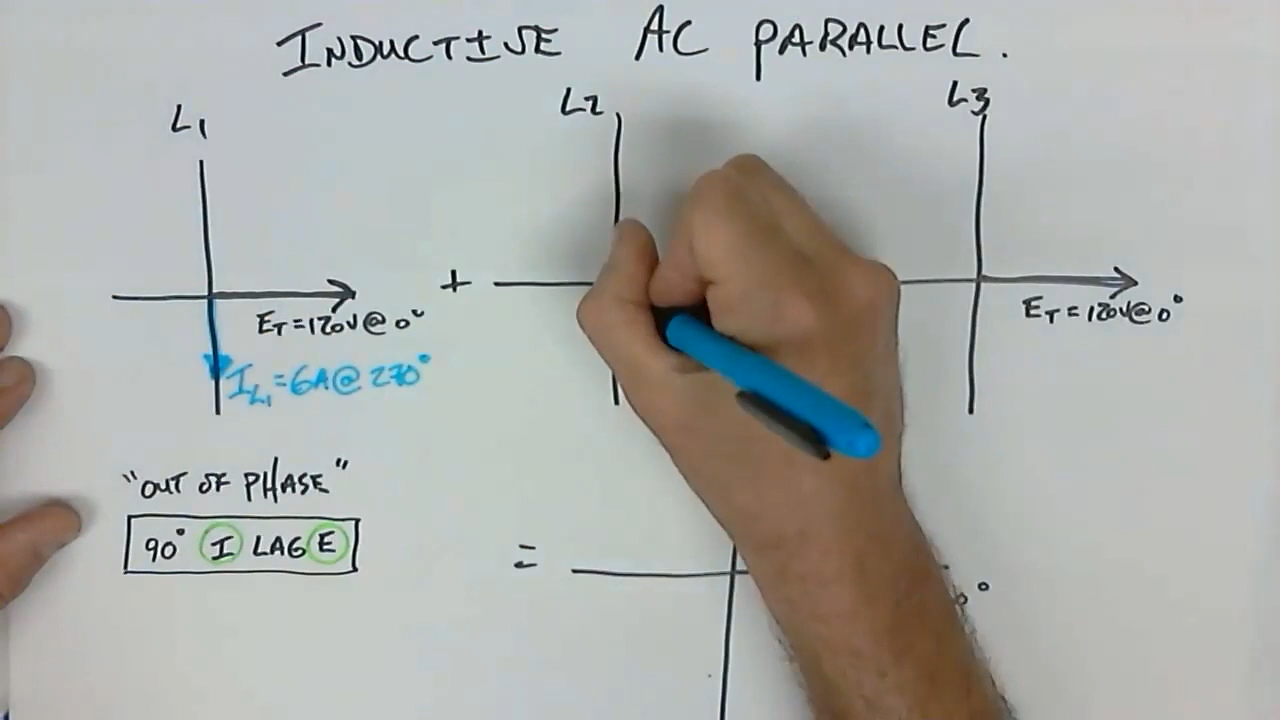 INDUCTIVE AC PARALLEL.
L1
L2
L3
+
ET=120V@0°
ET=120V@0°
IL1=6A@270°
"OUT OF PHASE"
90° I LAG E
=